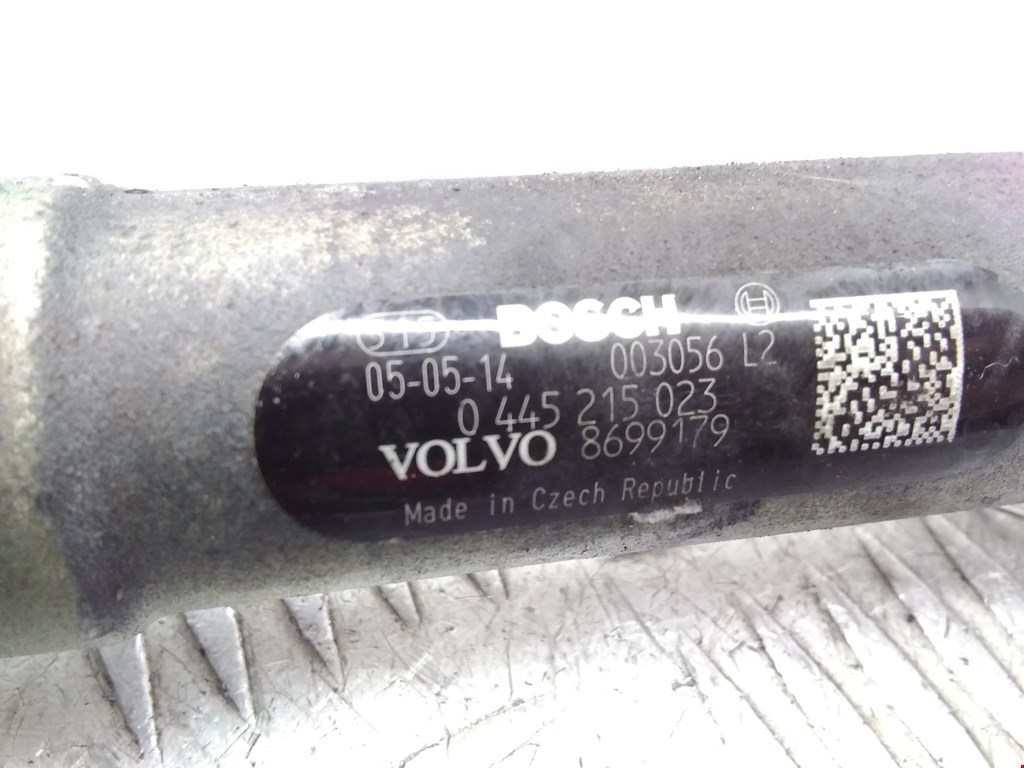 BOSCH
05-05-14 003056 L2
0 445 215 023
VOLVO 8699179
Made in Czech Republic